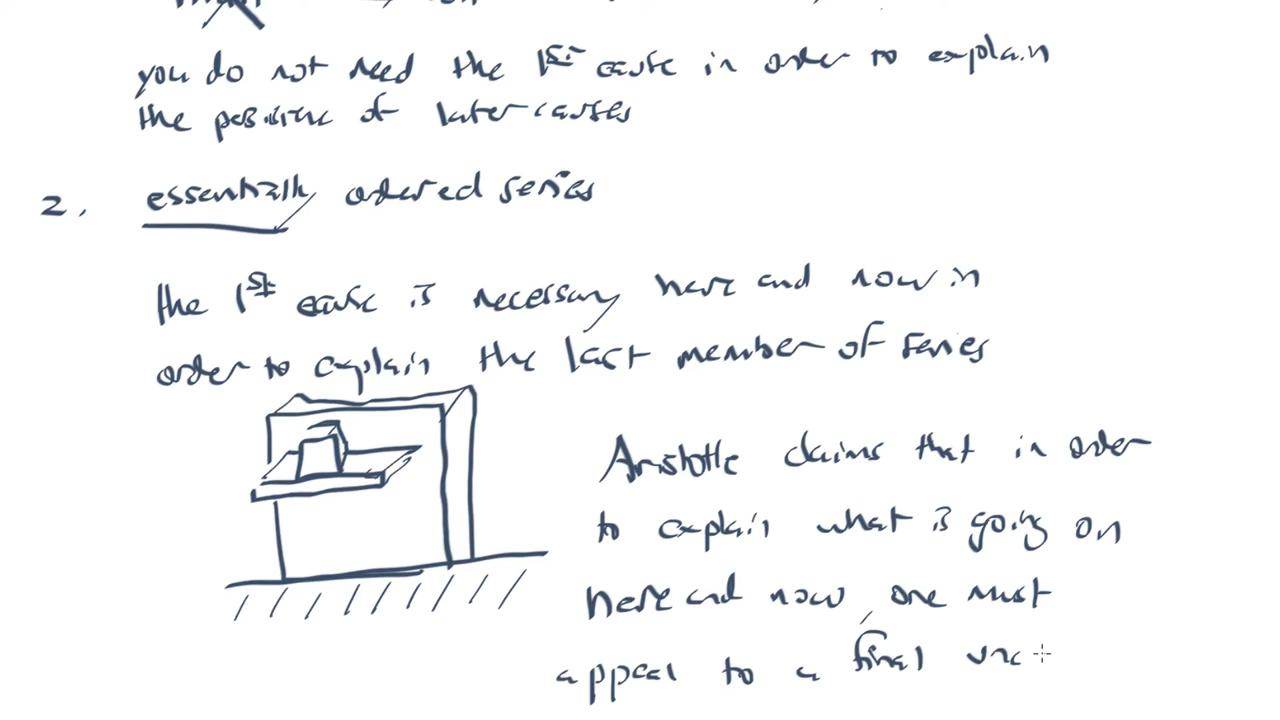 you do not need the 1st cause in order to explain
the positing of later causes
2. essentially ordered series
the 1st cause is necessary here and now in
order to explain the last member of series
Aristotle claims that in order
to explain what is going on
here and now, one must
appeal to a final unc